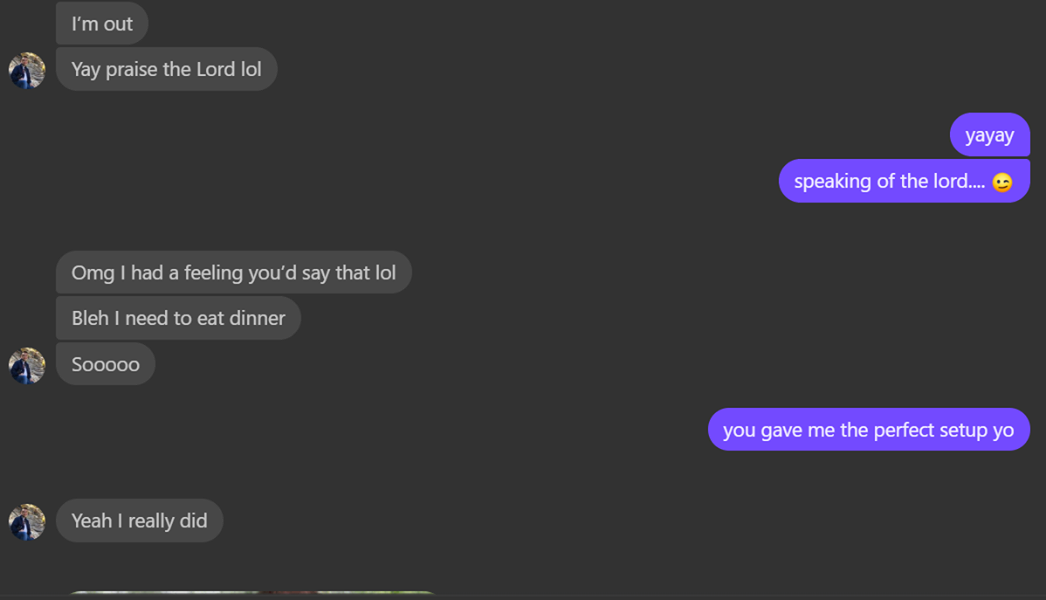 I’m out
Yay praise the Lord lol
yayay
speaking of the lord.... 😉
Omg I had a feeling you’d say that lol
Bleh I need to eat dinner
Sooooo
you gave me the perfect setup yo
Yeah I really did